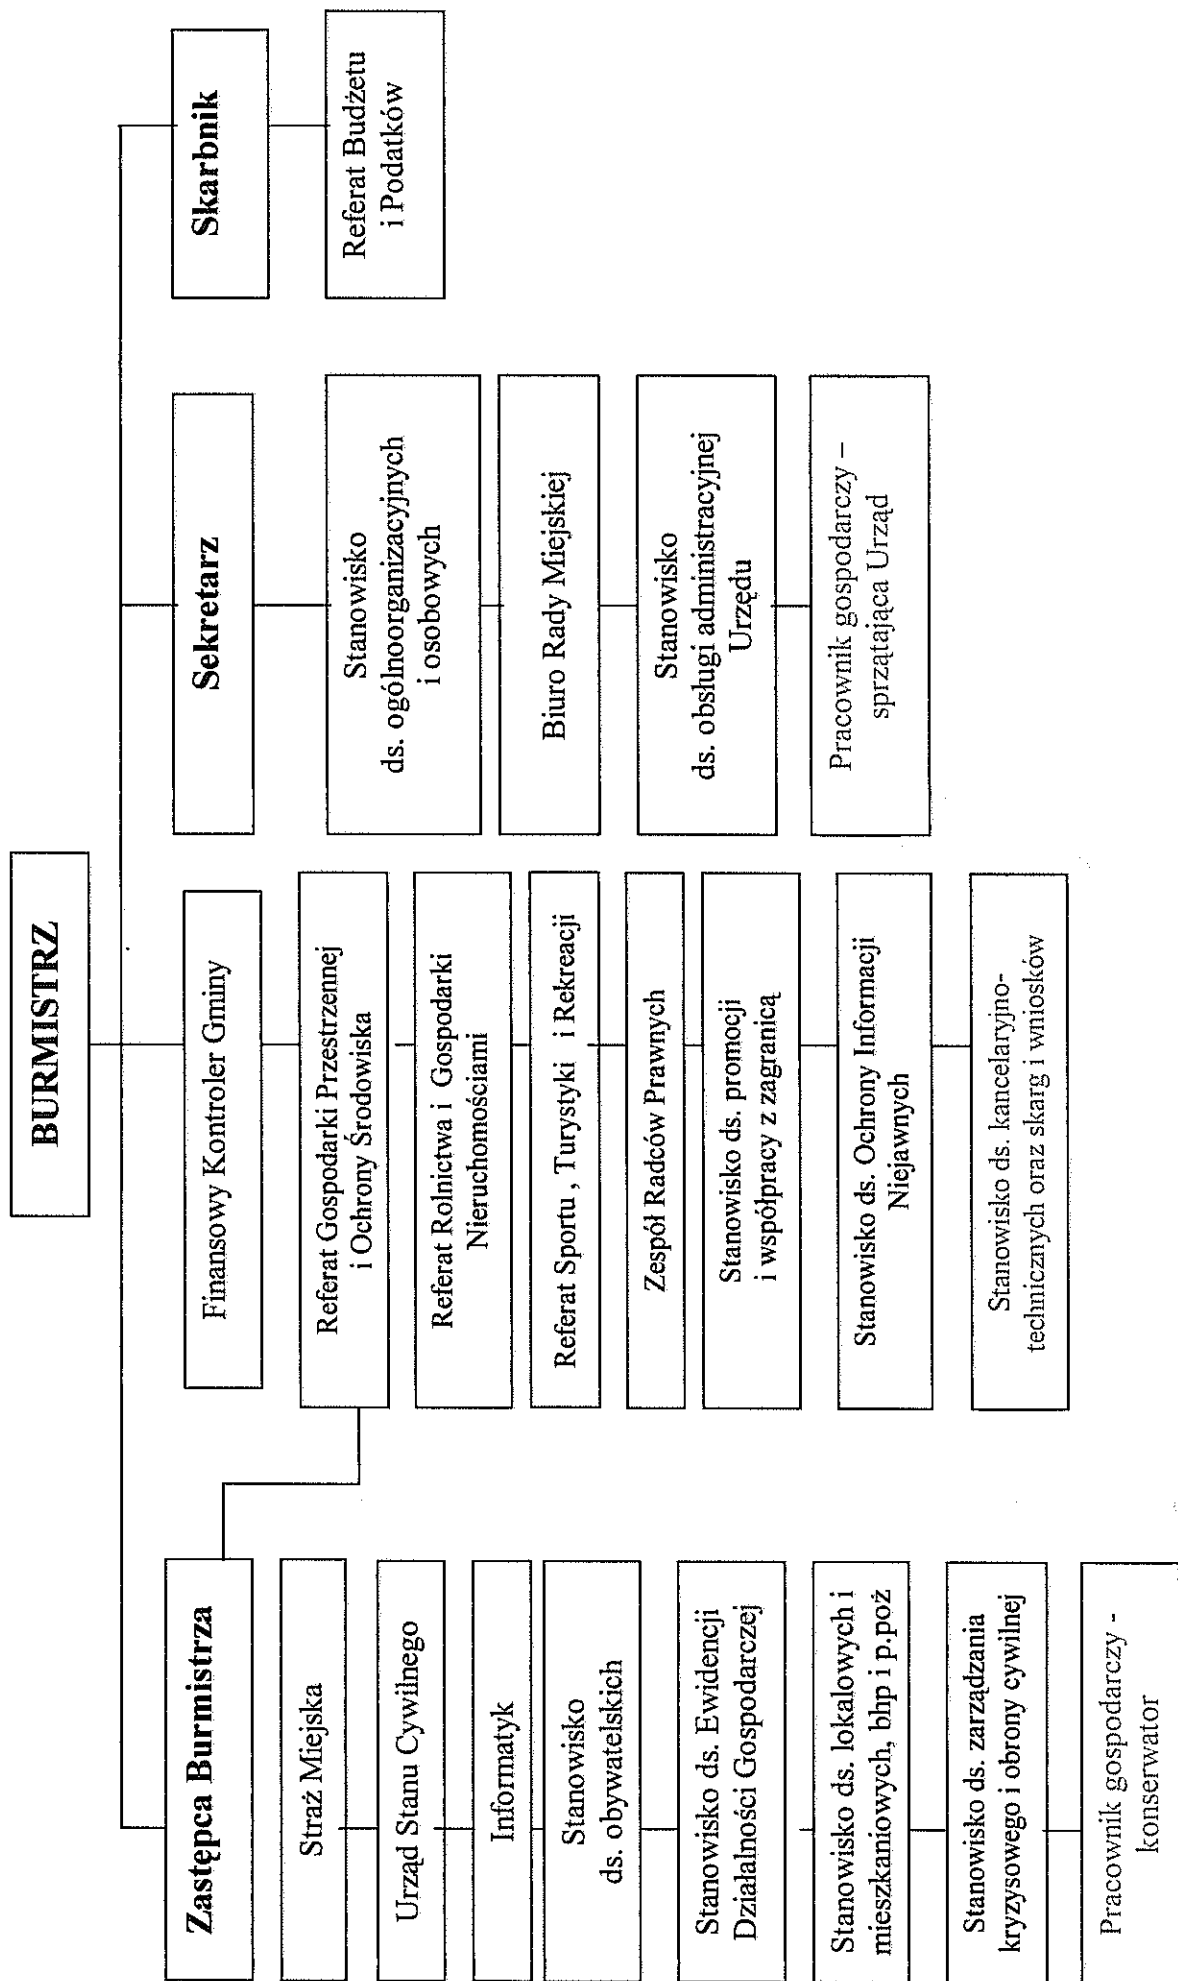 BURMISTRZ
Zastępca Burmistrza
Straż Miejska
Urząd Stanu Cywilnego
Informatyk
Stanowisko
ds. obywatelskich
Stanowisko ds. Ewidencji
Działalności Gospodarczej
Stanowisko ds. lokalowych i
mieszkaniowych, bhp i p.poż
Stanowisko ds. zarządzania
kryzysowego i obrony cywilnej
Pracownik gospodarczy -
konserwator
Finansowy Kontroler Gminy
Referat Gospodarki Przestrzennej
i Ochrony Środowiska
Referat Rolnictwa i Gospodarki
Nieruchomościami
Referat Sportu , Turystyki i Rekreacji
Zespół Radców Prawnych
Stanowisko ds. promocji
i współpracy z zagranicą
Stanowisko ds. Ochrony Informacji
Niejawnych
Stanowisko ds. kancelaryjno-
technicznych oraz skarg i wniosków
Sekretarz
Stanowisko
ds. ogólnoorganizacyjnych
i osobowych
Biuro Rady Miejskiej
Stanowisko
ds. obsługi administracyjnej
Urzędu
Pracownik gospodarczy –
sprzątająca Urząd
Skarbnik
Referat Budżetu
i Podatków